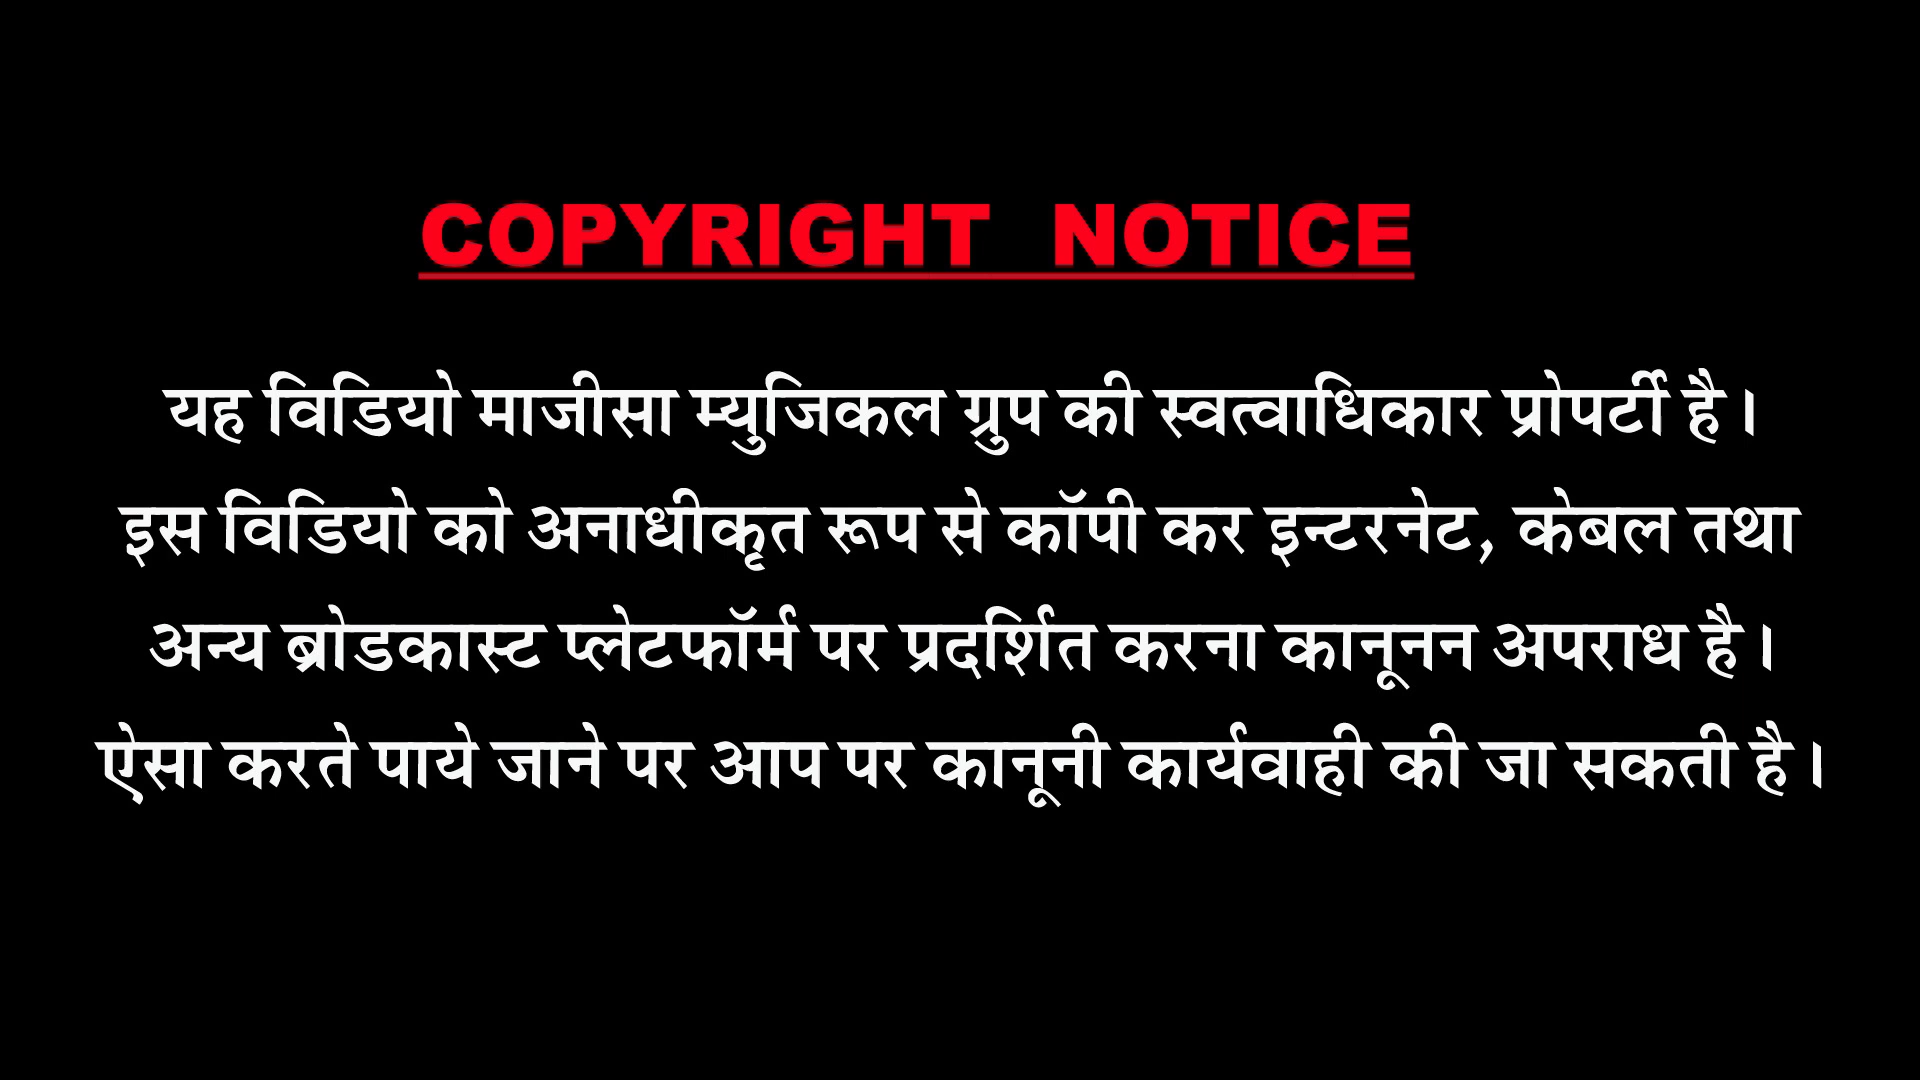 COPYRIGHT NOTICE
यह विडियो माजीसा म्युजिकल ग्रुप की स्वत्वाधिकार प्रोपर्टी है।
इस विडियो को अनाधीकृत रूप से कॉपी कर इन्टरनेट, केबल तथा
अन्य ब्रोडकास्ट प्लेटफॉर्म पर प्रदर्शित करना कानूनन अपराध है।
ऐसा करते पाये जाने पर आप पर कानूनी कार्यवाही की जा सकती है।